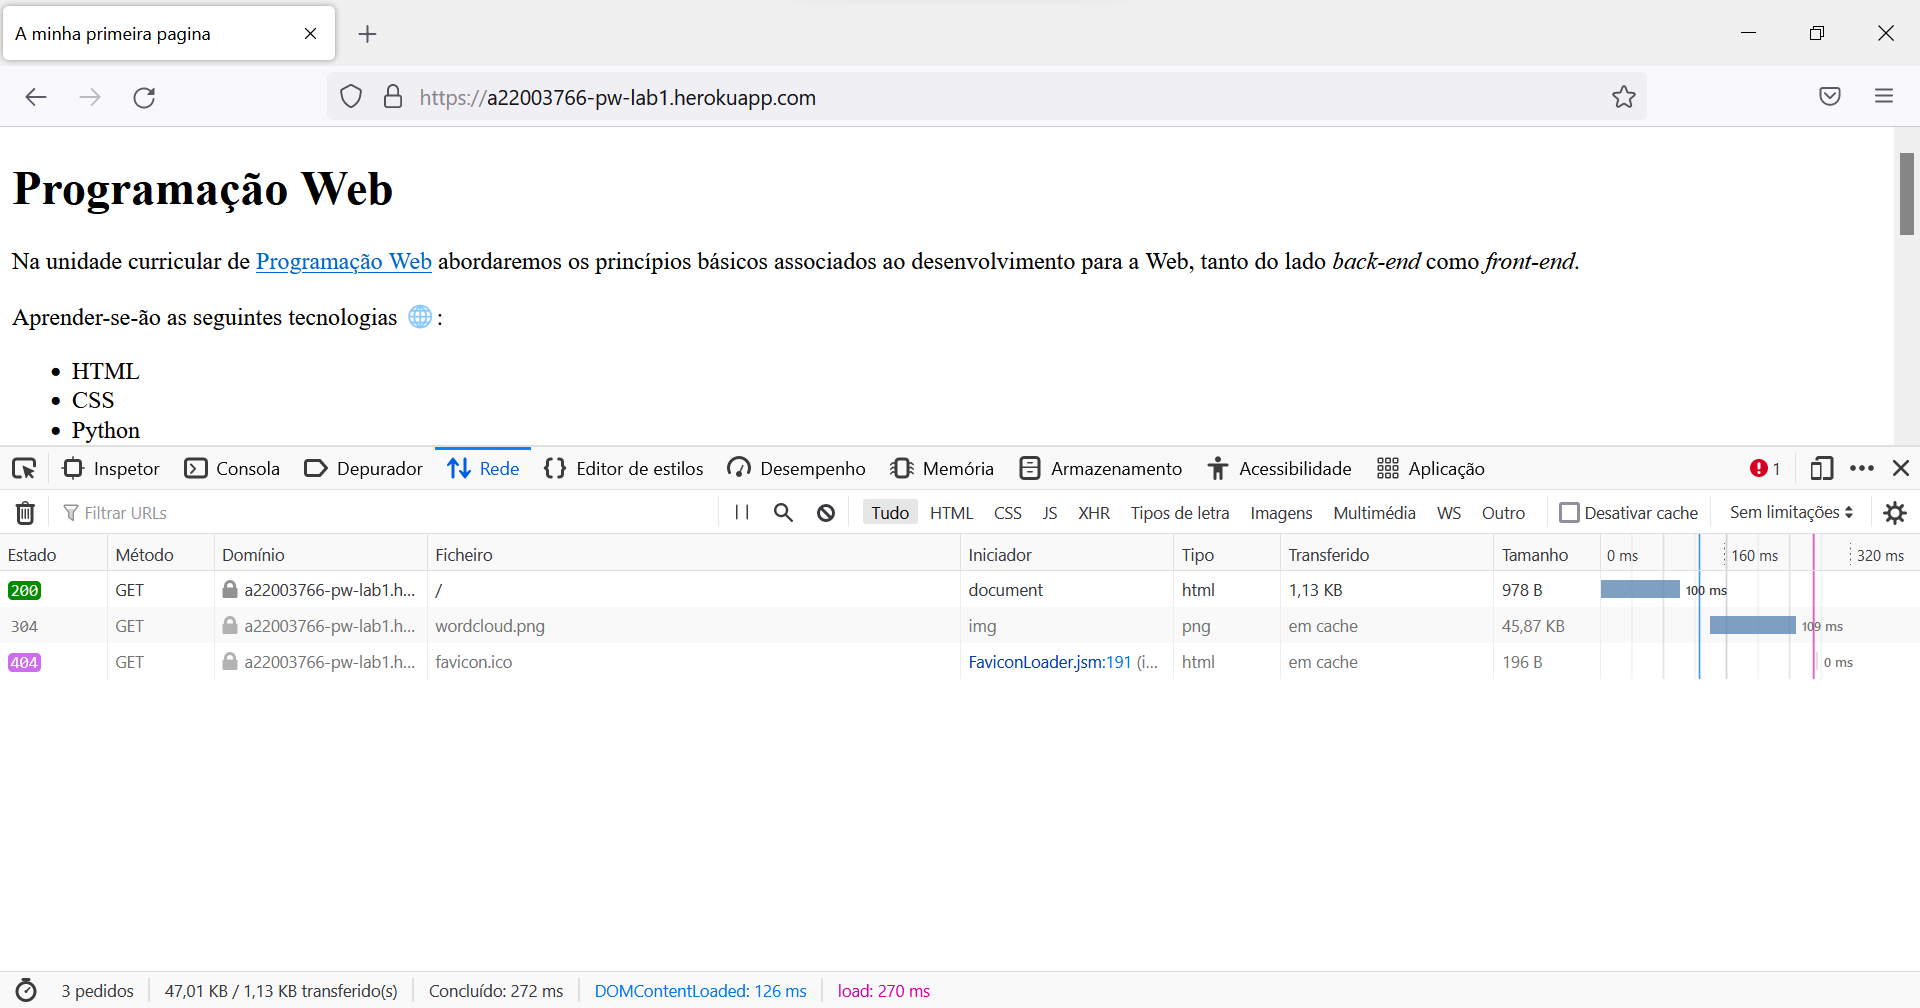 A minha primeira pagina
https://a22003766-pw-lab1.herokuapp.com
Programação Web
Na unidade curricular de Programação Web abordaremos os princípios básicos associados ao desenvolvimento para a Web, tanto do lado back-end como front-end.
Aprender-se-ão as seguintes tecnologias 🌐 :
• HTML
• CSS
• Python
Inspetor Consola Depurador Rede Editor de estilos Desempenho Memória Armazenamento Acessibilidade Aplicação 1
Filtrar URLs Tudo HTML CSS JS XHR Tipos de letra Imagens Multimédia WS Outro Desativar cache Sem limitações
Estado Método Domínio Ficheiro Iniciador Tipo Transferido Tamanho 0 ms 160 ms 320 ms
200 GET a22003766-pw-lab1.h... / document html 1,13 KB 978 B 100 ms
304 GET a22003766-pw-lab1.h... wordcloud.png img png em cache 45,87 KB 109 ms
404 GET a22003766-pw-lab1.h... favicon.ico FaviconLoader.jsm:191 (i... html em cache 196 B 0 ms
3 pedidos 47,01 KB / 1,13 KB transferido(s) Concluído: 272 ms DOMContentLoaded: 126 ms load: 270 ms